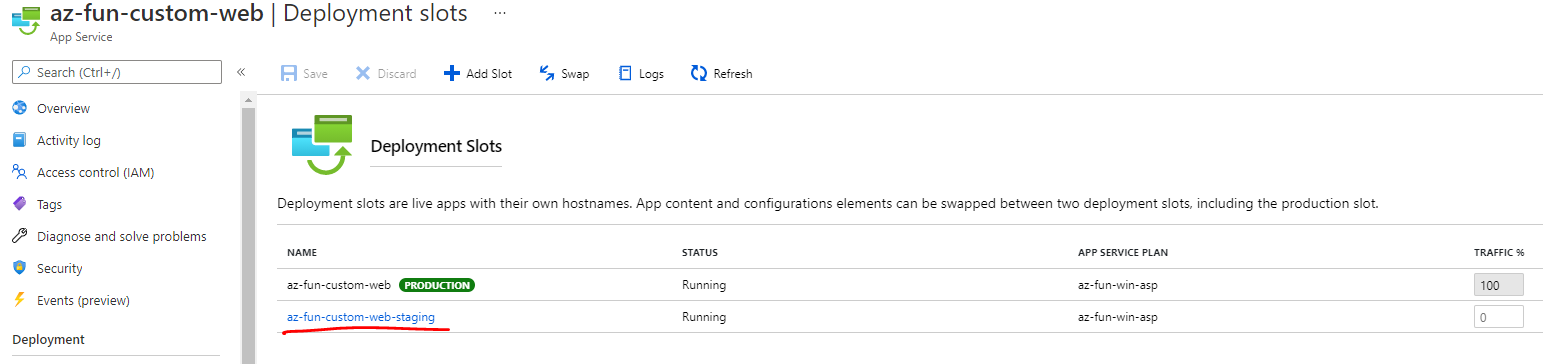 az-fun-custom-web | Deployment slots ...
App Service
Search (Ctrl+/) «
Save Discard Add Slot Swap Logs Refresh
Overview
Activity log
Access control (IAM)
Tags
Diagnose and solve problems
Security
Events (preview)
Deployment
Deployment Slots
Deployment slots are live apps with their own hostnames. App content and configurations elements can be swapped between two deployment slots, including the production slot.
NAME STATUS APP SERVICE PLAN TRAFFIC %
az-fun-custom-web PRODUCTION Running az-fun-win-asp 100
az-fun-custom-web-staging Running az-fun-win-asp 0